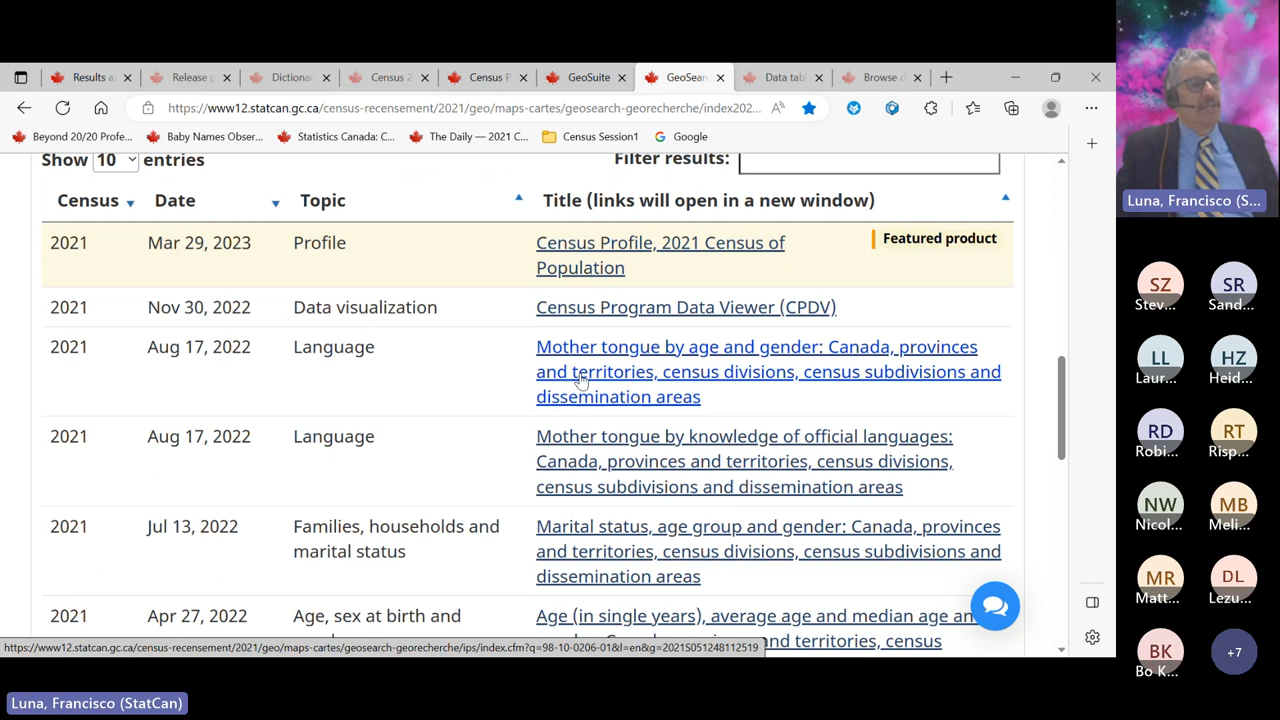 Results a
Release p
Dictionar
Census 2
Census P
GeoSuite
GeoSearc
Data tabl
Browse d
https://www12.statcan.gc.ca/census-recensement/2021/geo/maps-cartes/geosearch-georecherche/index202...
Beyond 20/20 Profe...
Baby Names Obser...
Statistics Canada: C...
The Daily — 2021 C...
Census Session1
Google
Show 10 entries
Filter results:
Census Date Topic Title (links will open in a new window)
2021 Mar 29, 2023 Profile Census Profile, 2021 Census of
Population
Featured product
2021 Nov 30, 2022 Data visualization Census Program Data Viewer (CPDV)
2021 Aug 17, 2022 Language Mother tongue by age and gender: Canada, provinces
and territories, census divisions, census subdivisions and
dissemination areas
2021 Aug 17, 2022 Language Mother tongue by knowledge of official languages:
Canada, provinces and territories, census divisions,
census subdivisions and dissemination areas
2021 Jul 13, 2022 Families, households and Marital status, age group and gender: Canada, provinces
marital status and territories, census divisions, census subdivisions and
dissemination areas
2021 Apr 27, 2022 Age, sex at birth and Age (in single years), average age and median age an
and territories, census
https://www12.statcan.gc.ca/census-recensement/2021/geo/maps-cartes/geosearch-georecherche/ips/index.cfm?q=98-10-0206-01&l=en&g=2021S051248112519
Luna, Francisco (StatCan)
Luna, Francisco (S...
SZ SR
Stev... Sand...
LL HZ
Laur... Heid...
RD RT
Robi... Risp...
NW MB
Nicol... Meli...
MR DL
Matt... Lezu...
BK +7
Bo K...